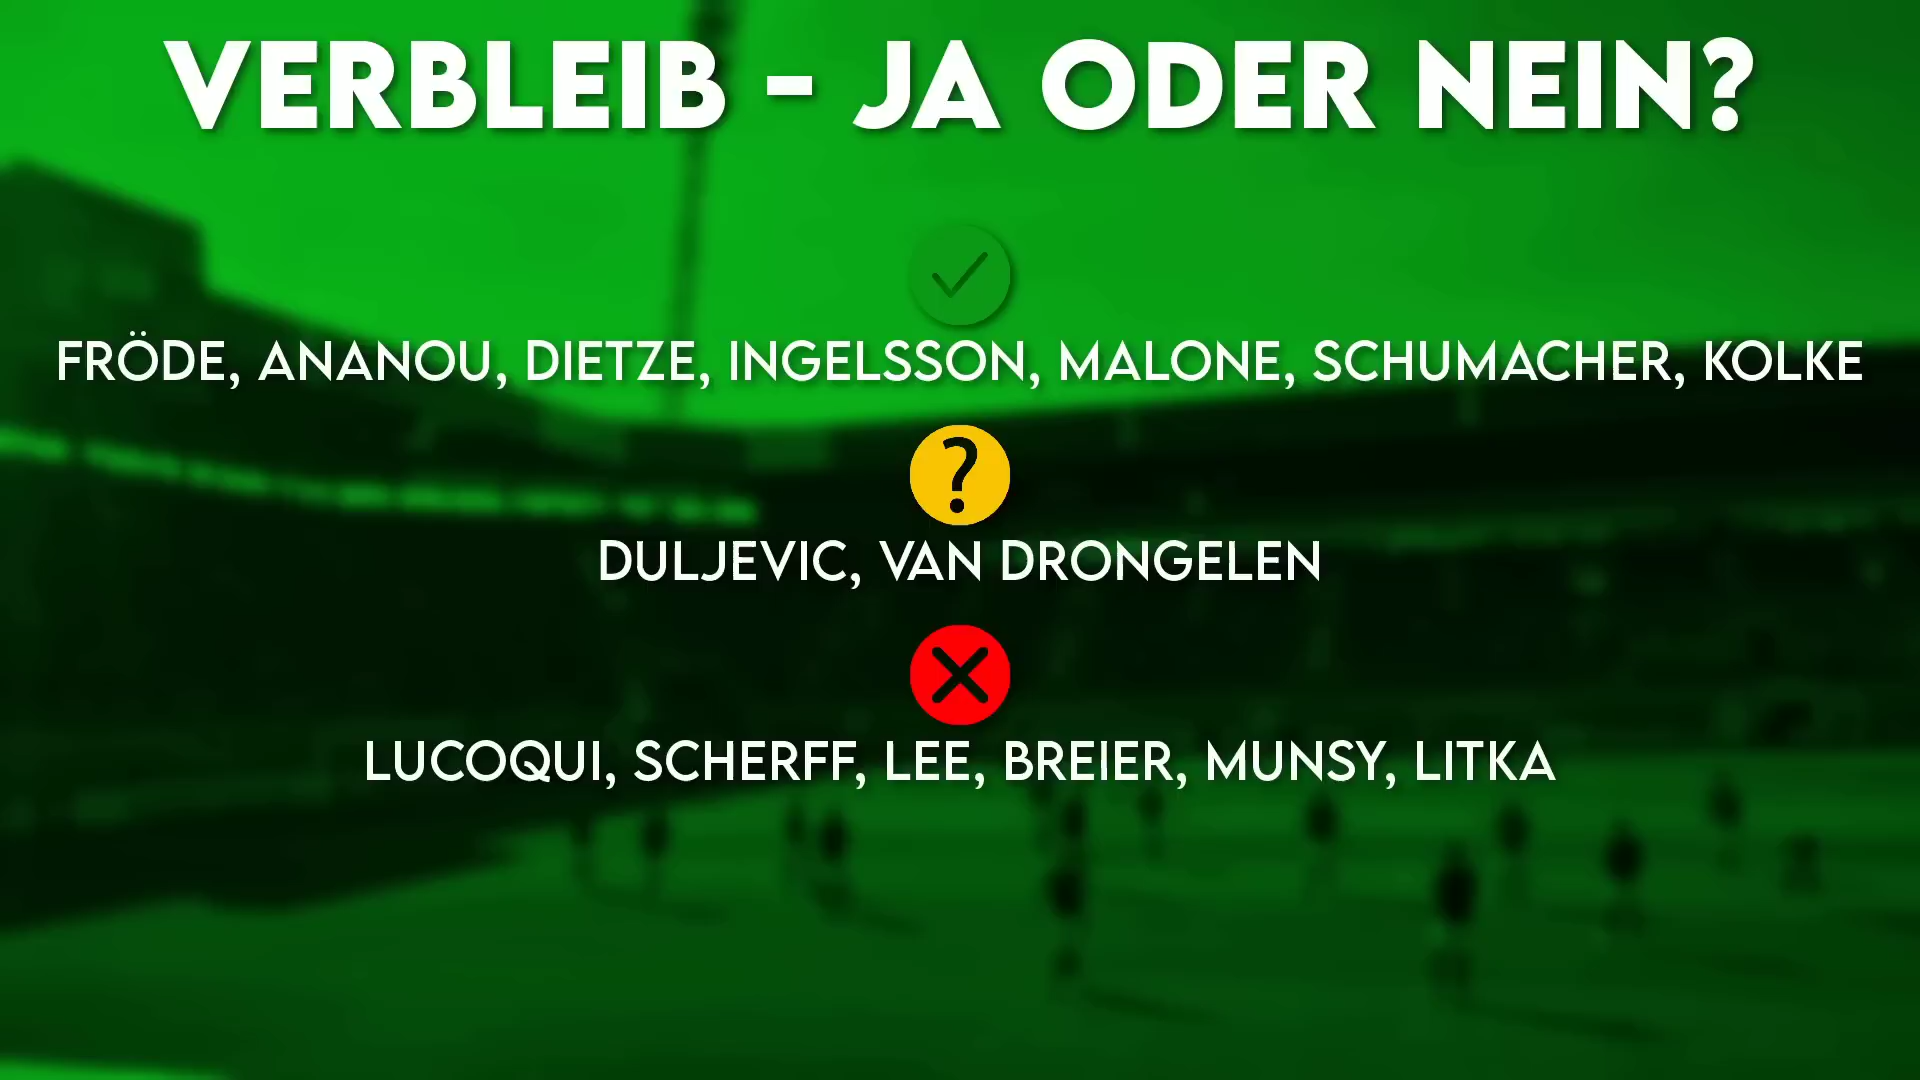 VERBLEIB - JA ODER NEIN?
FRÖDE, ANANOU, DIETZE, INGELSSON, MALONE, SCHUMACHER, KOLKE
?
DULJEVIC, VAN DRONGELEN
LUCOQUI, SCHERFF, LEE, BREIER, MUNSY, LITKA